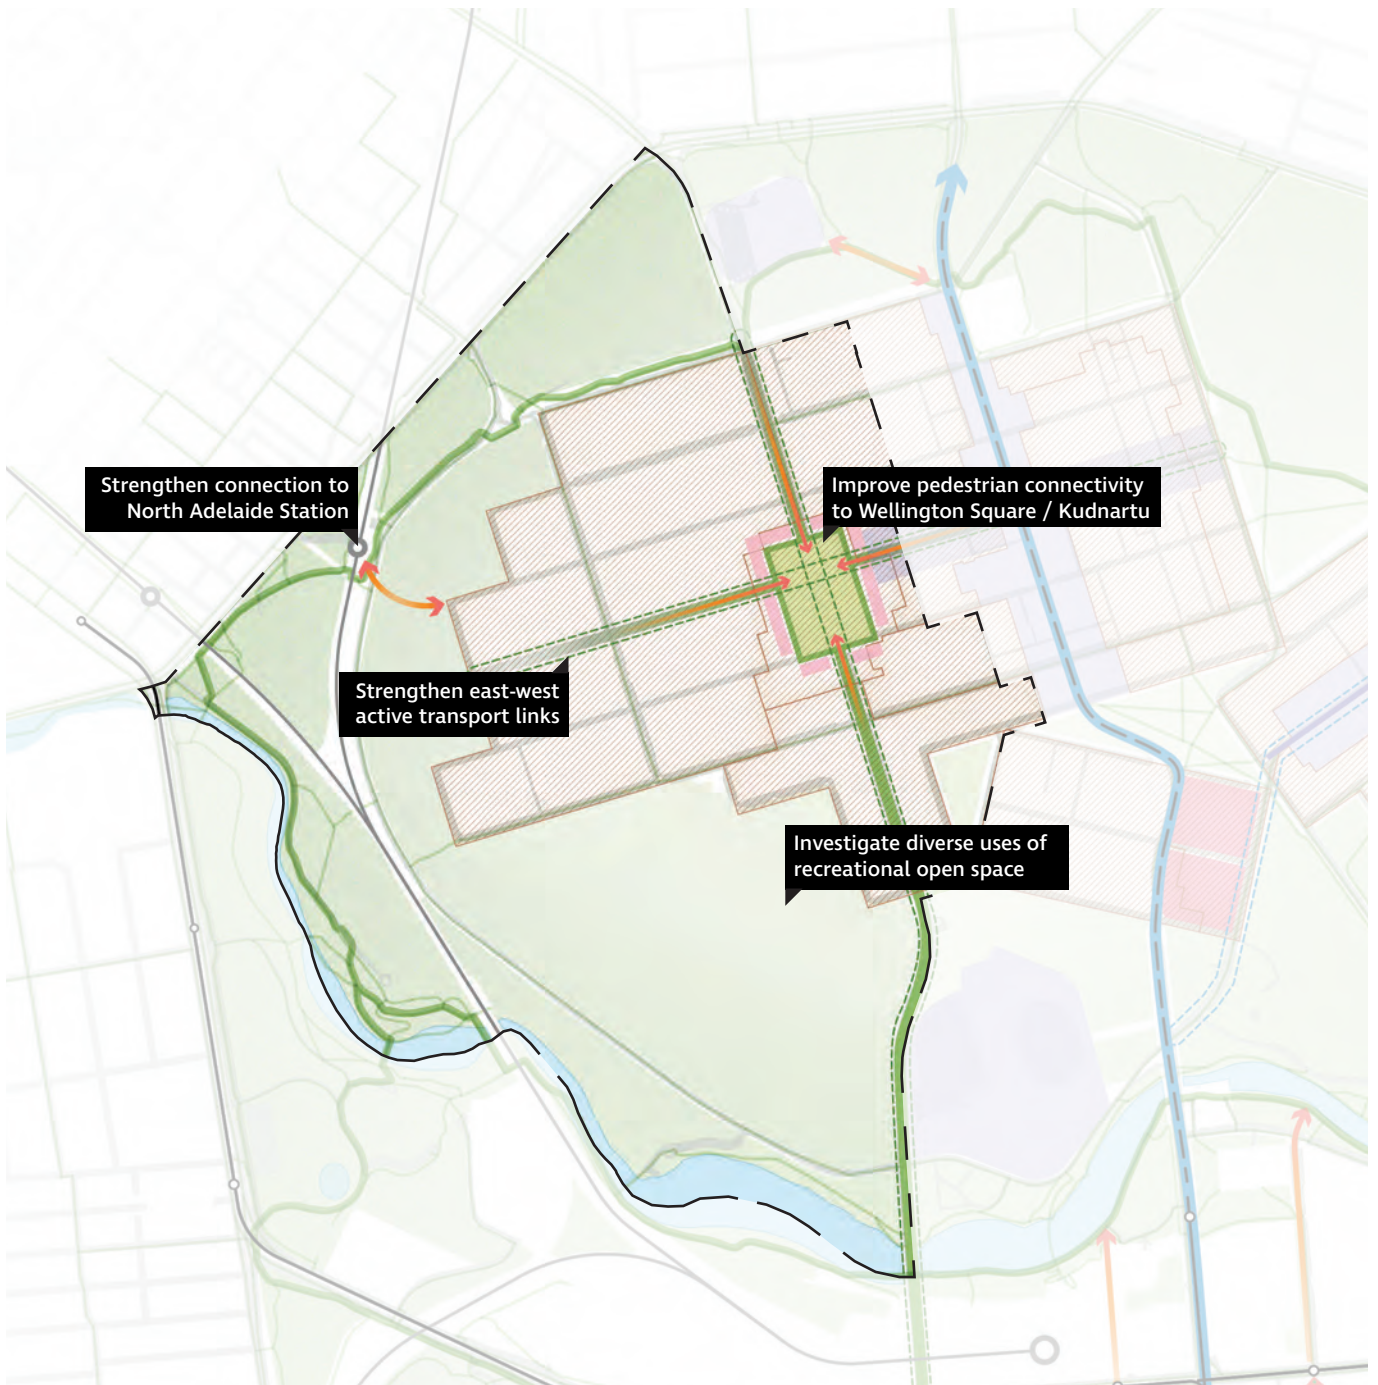 Strengthen connection to
North Adelaide Station
Improve pedestrian connectivity
to Wellington Square / Kudnartu
Strengthen east-west
active transport links
Investigate diverse uses of
recreational open space